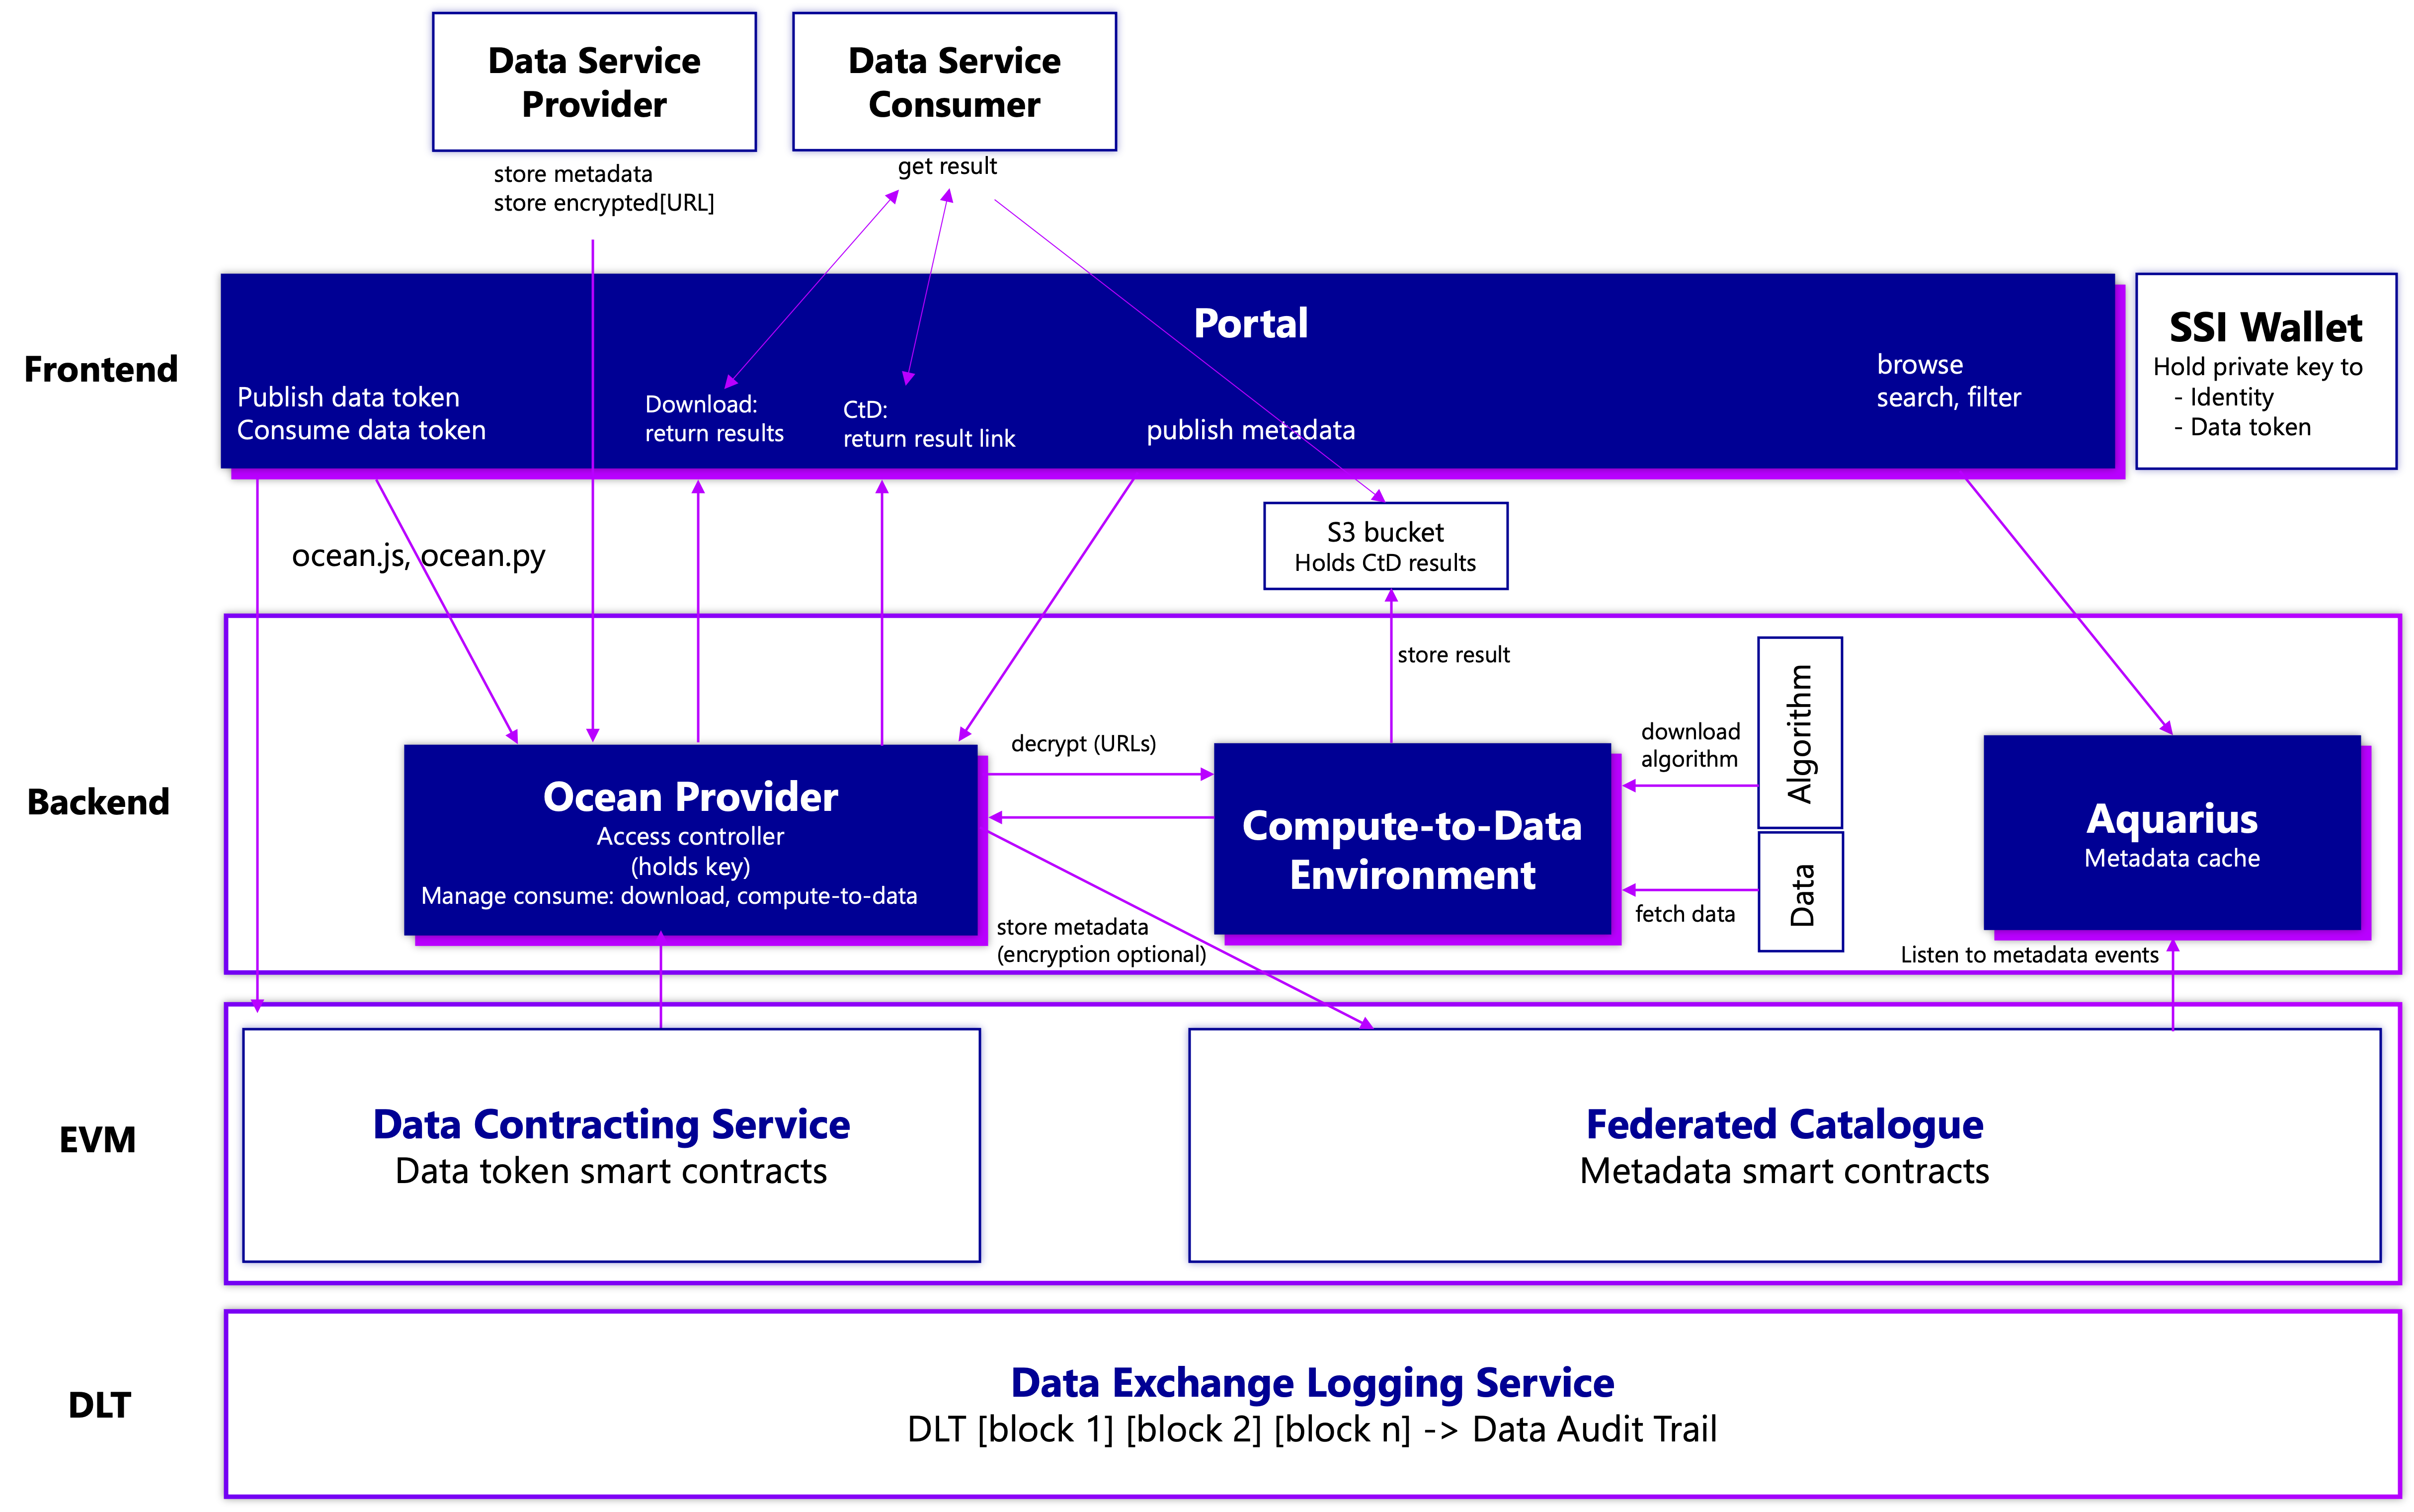 Data Service
Provider
Data Service
Consumer
store metadata
store encrypted[URL]
get result
Frontend
Portal
Publish data token
Consume data token
Download:
return results
CtD:
return result link
publish metadata
browse
search, filter
SSI Wallet
Hold private key to
- Identity
- Data token
ocean.js, ocean.py
S3 bucket
Holds CtD results
Backend
store result
Ocean Provider
Access controller
(holds key)
Manage consume: download, compute-to-data
decrypt (URLs)
Compute-to-Data
Environment
download
algorithm
Algorithm
fetch data
Data
Aquarius
Metadata cache
store metadata
(encryption optional)
Listen to metadata events
EVM
Data Contracting Service
Data token smart contracts
Federated Catalogue
Metadata smart contracts
DLT
Data Exchange Logging Service
DLT [block 1] [block 2] [block n] -> Data Audit Trail